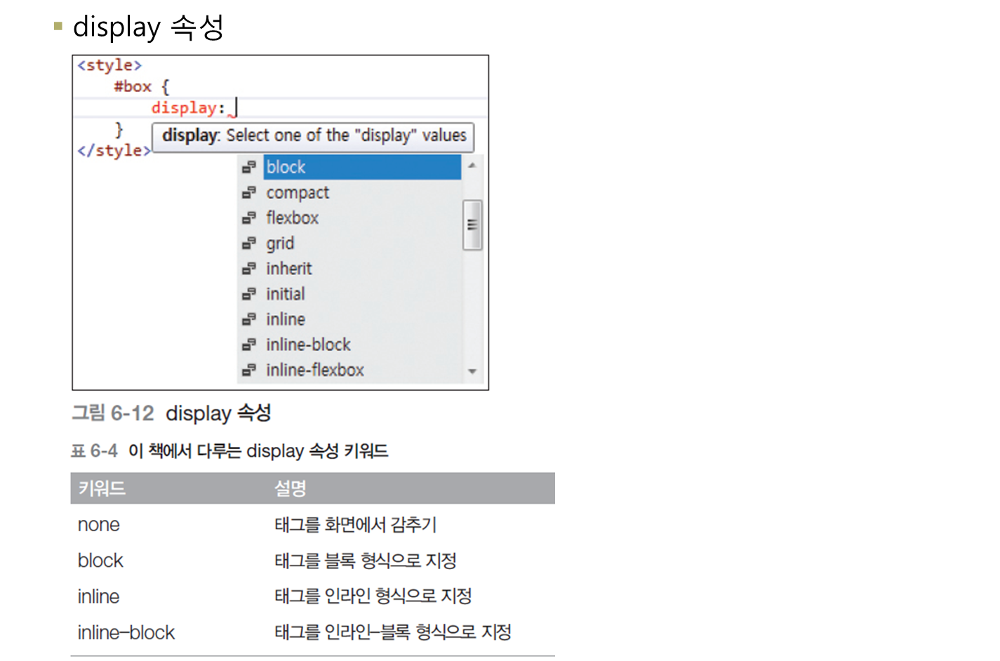 display 속성
<style>
#box {
display:
}
display: Select one of the "display" values
</style>
block
compact
flexbox
grid
inherit
initial
inline
inline-block
inline-flexbox
그림 6-12 display 속성
표 6-4 이 책에서 다루는 display 속성 키워드
키워드 설명
none 태그를 화면에서 감추기
block 태그를 블록 형식으로 지정
inline 태그를 인라인 형식으로 지정
inline–block 태그를 인라인–블록 형식으로 지정